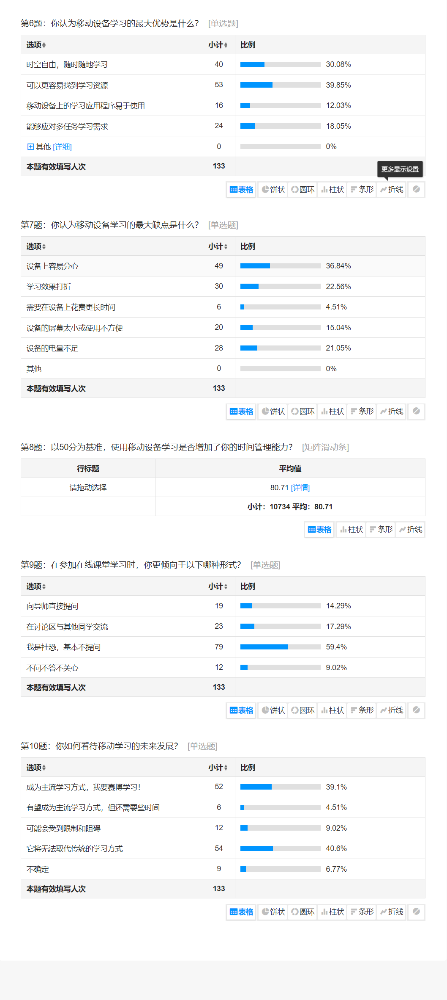 第6题：你认为移动设备学习的最大优势是什么？ [单选题]
选项 小计 比例
时空自由，随时随地学习 40 30.08%
可以更容易找到学习资源 53 39.85%
移动设备上的学习应用程序易于使用 16 12.03%
能够应对多任务学习需求 24 18.05%
其他 [详细] 0 0%
本题有效填写人次 133
更多显示设置
表格 饼状 圆环 柱状 条形 折线
第7题：你认为移动设备学习的最大缺点是什么？ [单选题]
选项 小计 比例
设备上容易分心 49 36.84%
学习效果打折 30 22.56%
需要在设备上花费更长时间 6 4.51%
设备的屏幕太小或使用不方便 20 15.04%
设备的电量不足 28 21.05%
其他 0 0%
本题有效填写人次 133
表格 饼状 圆环 柱状 条形 折线
第8题：以50分为基准，使用移动设备学习是否增加了你的时间管理能力？ [矩阵滑动条]
行标题 平均值
请拖动选择 80.71 [详情]
小计：10734 平均：80.71
表格 柱状 条形 折线
第9题：在参加在线课堂学习时，你更倾向于以下哪种形式？ [单选题]
选项 小计 比例
向导师直接提问 19 14.29%
在讨论区与其他同学交流 23 17.29%
我是社恐，基本不提问 79 59.4%
不问不答不关心 12 9.02%
本题有效填写人次 133
表格 饼状 圆环 柱状 条形 折线
第10题：你如何看待移动学习的未来发展？ [单选题]
选项 小计 比例
成为主流学习方式，我要赛博学习！ 52 39.1%
有望成为主流学习方式，但还需要些时间 6 4.51%
可能会受到限制和阻碍 12 9.02%
它将无法取代传统的学习方式 54 40.6%
不确定 9 6.77%
本题有效填写人次 133
表格 饼状 圆环 柱状 条形 折线